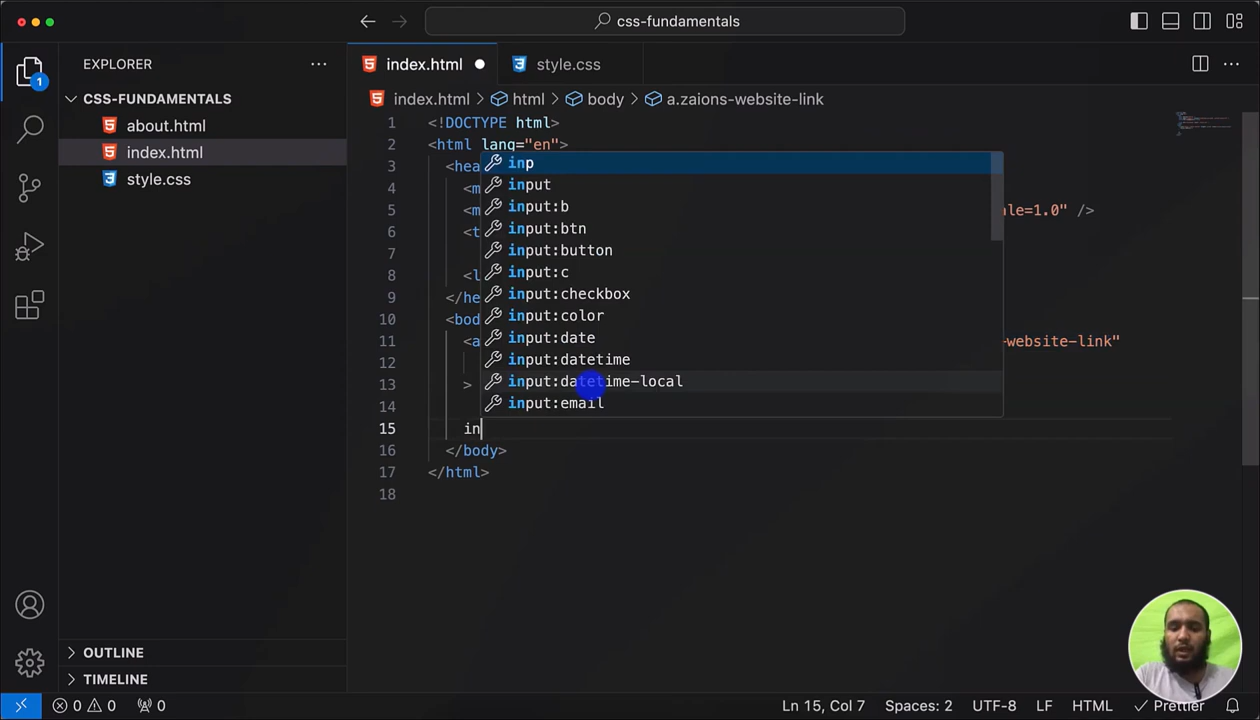 css-fundamentals
EXPLORER
index.html
style.css
CSS-FUNDAMENTALS
index.html > html > body > a.zaions-website-link
about.html
index.html
style.css
1 <!DOCTYPE html>
2 <html lang="en">
3 <hea
4 <m
5 <m ale=1.0" />
6 <t
7
8 <l
9 </he
10 <bod
11 <a -website-link"
12
13 >
14
15 in
16 </body>
17 </html>
18
inp
input
input:b
input:btn
input:button
input:c
input:checkbox
input:color
input:date
input:datetime
input:datetime-local
input:email
1
OUTLINE
TIMELINE
0 0 0 Ln 15, Col 7 Spaces: 2 UTF-8 LF HTML Prettier